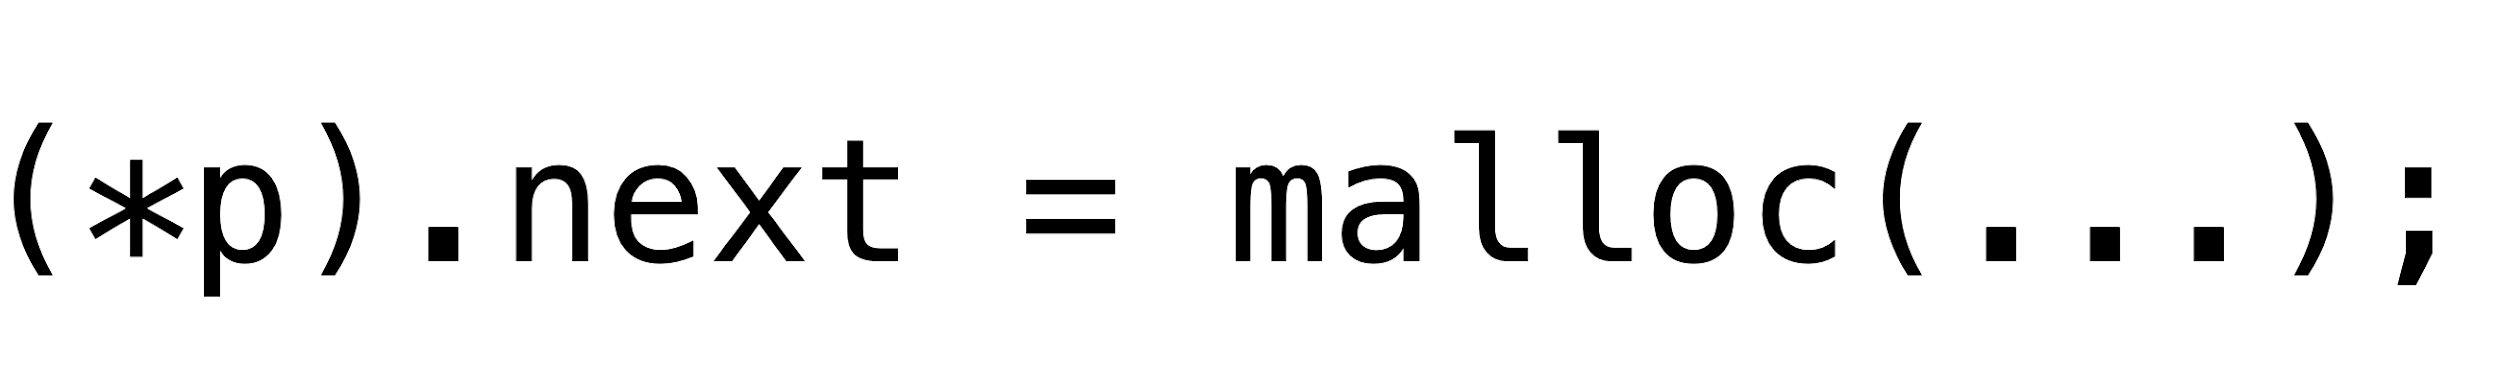 (*p).next = malloc(...);